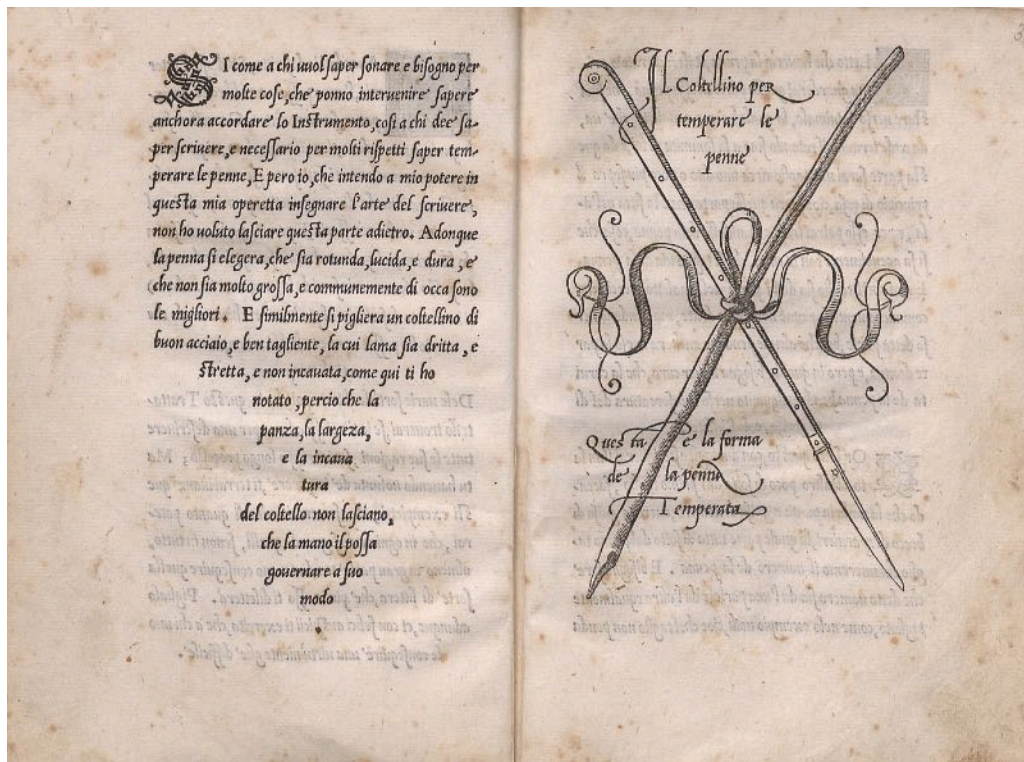 SI come a chi vuol ſaper ſonare e biſogno per
molte coſe, che ponno interuenire ſapere
anchora accordare lo Inſtrumento, coſi a chi dee ſa-
per ſcriuere, e neceſſario per molti riſpetti ſaper tem-
perare le penne, E pero io, che intendo a mio potere in
queſta mia operetta inſegnare l'arte del ſcriuere,
non ho voluto laſciare queſta parte adietro. Adonque
la penna ſi elegera, che ſia rotunda, lucida, e dura, e
che non ſia molto groſſa, e communemente di occa ſono
le migliori. E ſimilmente ſi pigliera un coltellino di
buon acciaio, e ben tagliente, la cui lama ſia dritta, e
ſtretta, e non incauata, come qui ti ho
notato, percio che la
panza, la largeza,
e la incaua
tura
del coltello non laſciano,
che la mano il poſſa
gouernare a ſuo
modo
.
Il Coltellino per
temperare le
penne
Queſta e la forma
de la penna
Temperata